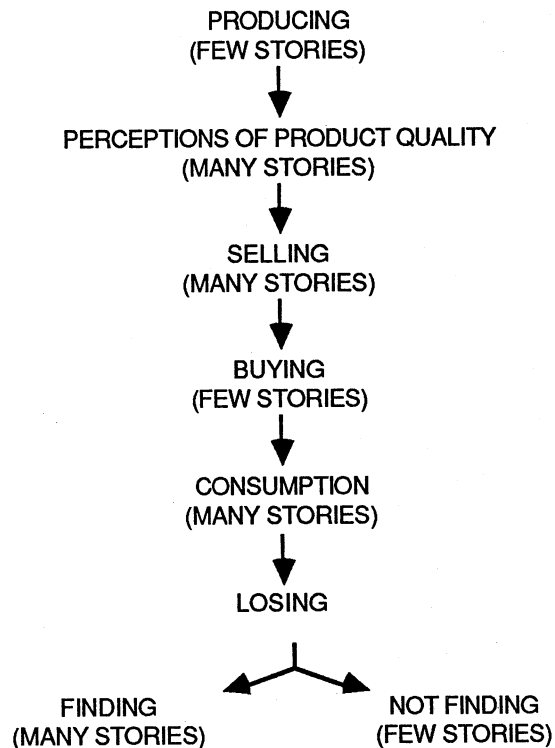 PRODUCING
(FEW STORIES)
PERCEPTIONS OF PRODUCT QUALITY
(MANY STORIES)
SELLING
(MANY STORIES)
BUYING
(FEW STORIES)
CONSUMPTION
(MANY STORIES)
LOSING
FINDING
(MANY STORIES)
NOT FINDING
(FEW STORIES)